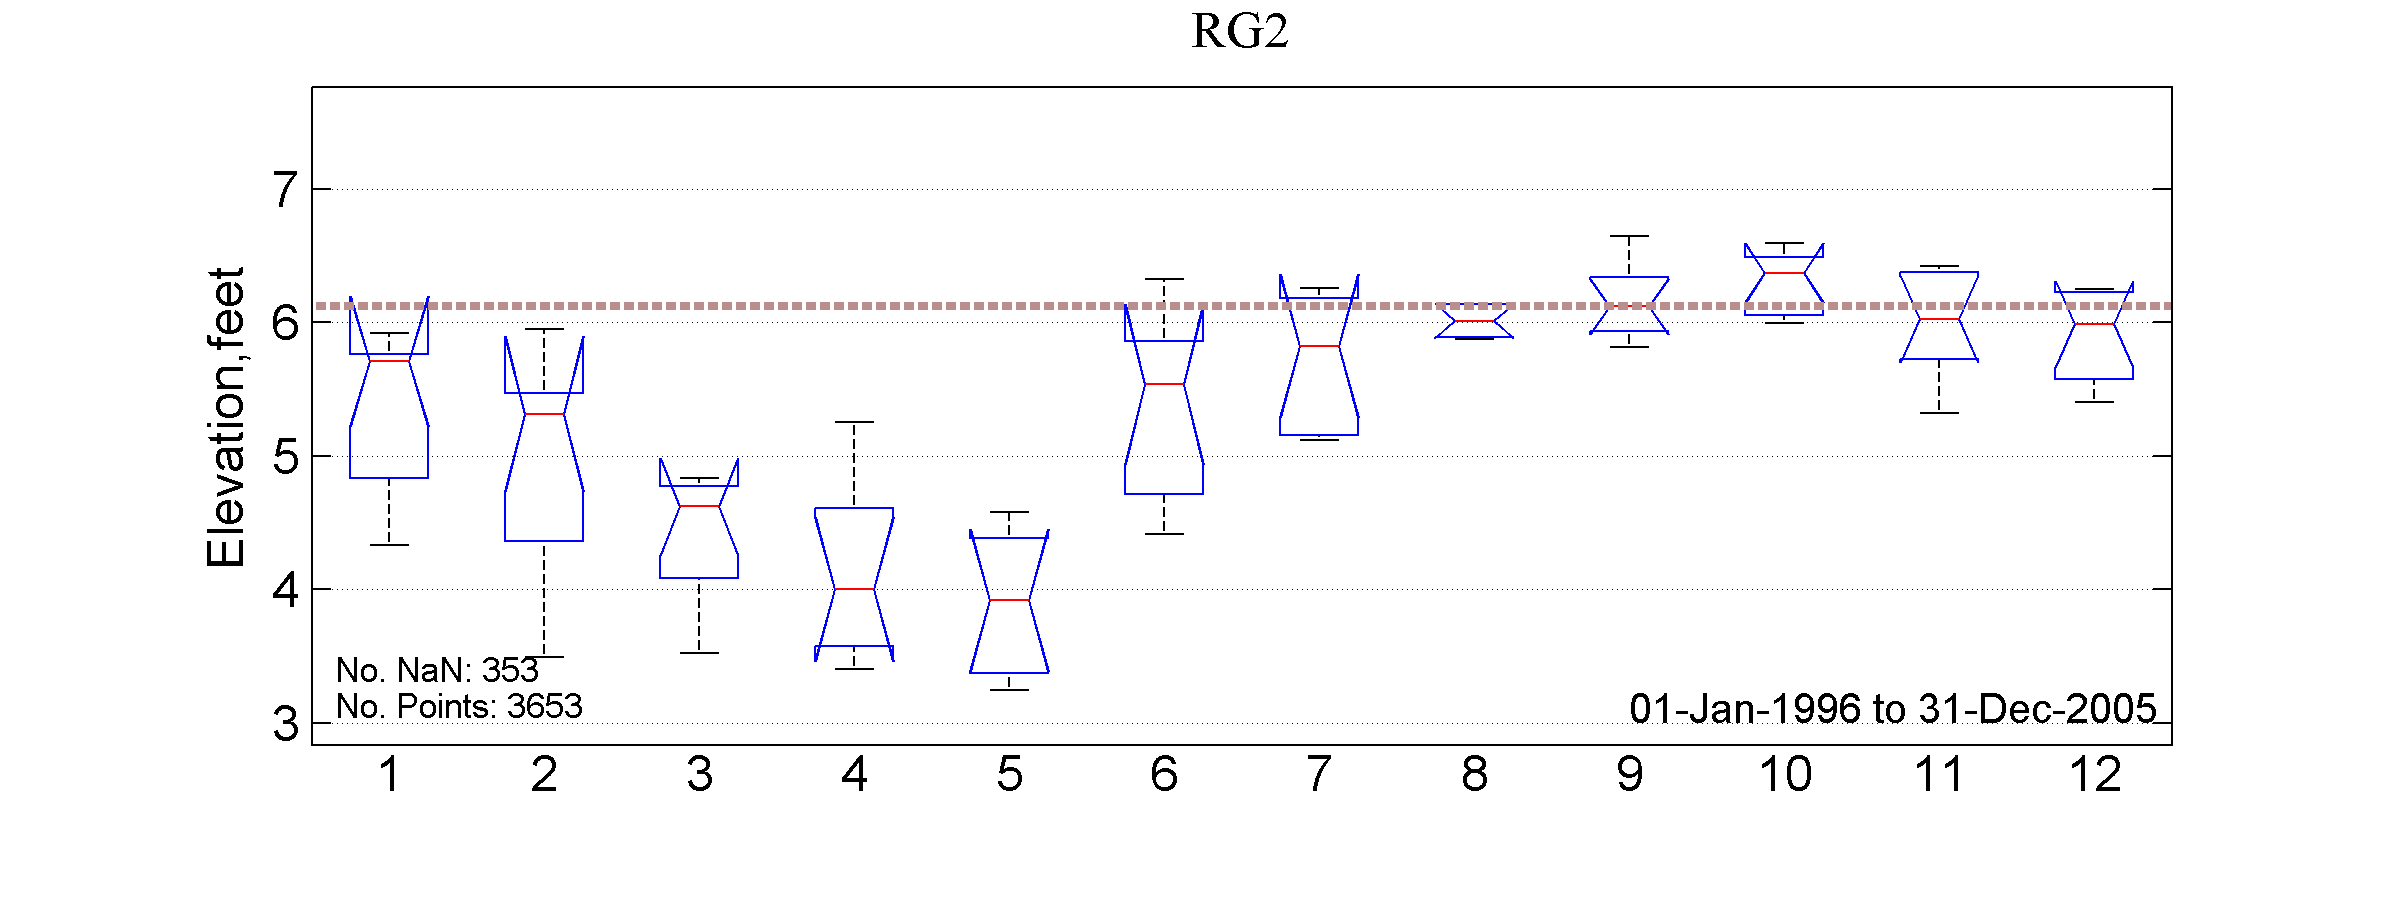 RG2
Elevation,feet
7
6
5
4
3
No. NaN: 353
No. Points: 3653
01-Jan-1996 to 31-Dec-2005
1 2 3 4 5 6 7 8 9 10 11 12